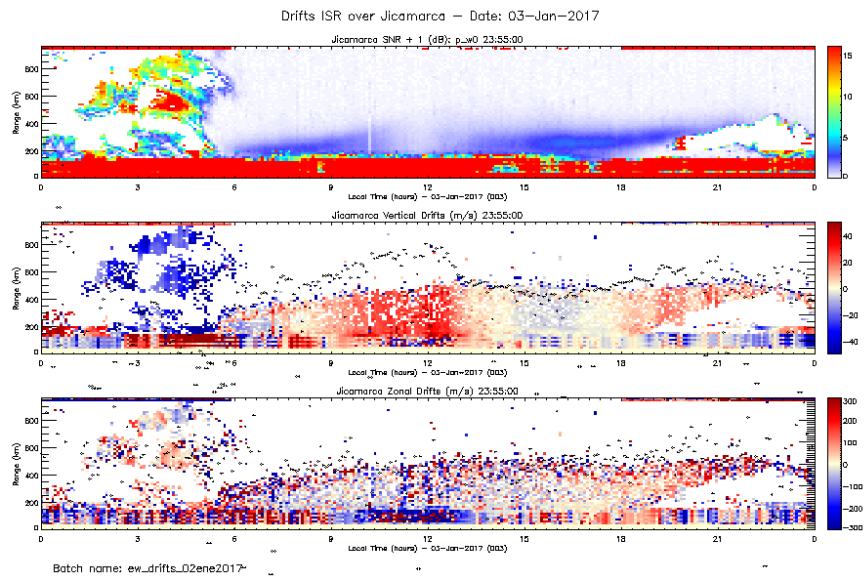 Drifts ISR over Jicamarca – Date: 03-Jan-2017
Jicamarca SNR + 1 (dB): p_w0 23:55:00
Range (km)
800
600
400
200
0
0 3 6 9 12 15 18 21 0
Local Time (hours) – 03-Jan-2017 (003)
15
10
5
0
Jicamarca Vertical Drifts (m/s) 23:55:00
Range (km)
800
600
400
200
0
0 3 6 9 12 15 18 21 0
Local Time (hours) – 03-Jan-2017 (003)
40
20
0
-20
-40
Jicamarca Zonal Drifts (m/s) 23:55:00
Range (km)
800
600
400
200
0
0 3 6 9 12 15 18 21 0
Local Time (hours) – 03-Jan-2017 (003)
300
200
100
0
-100
-200
-300
Batch name: ew_drifts_02ene2017